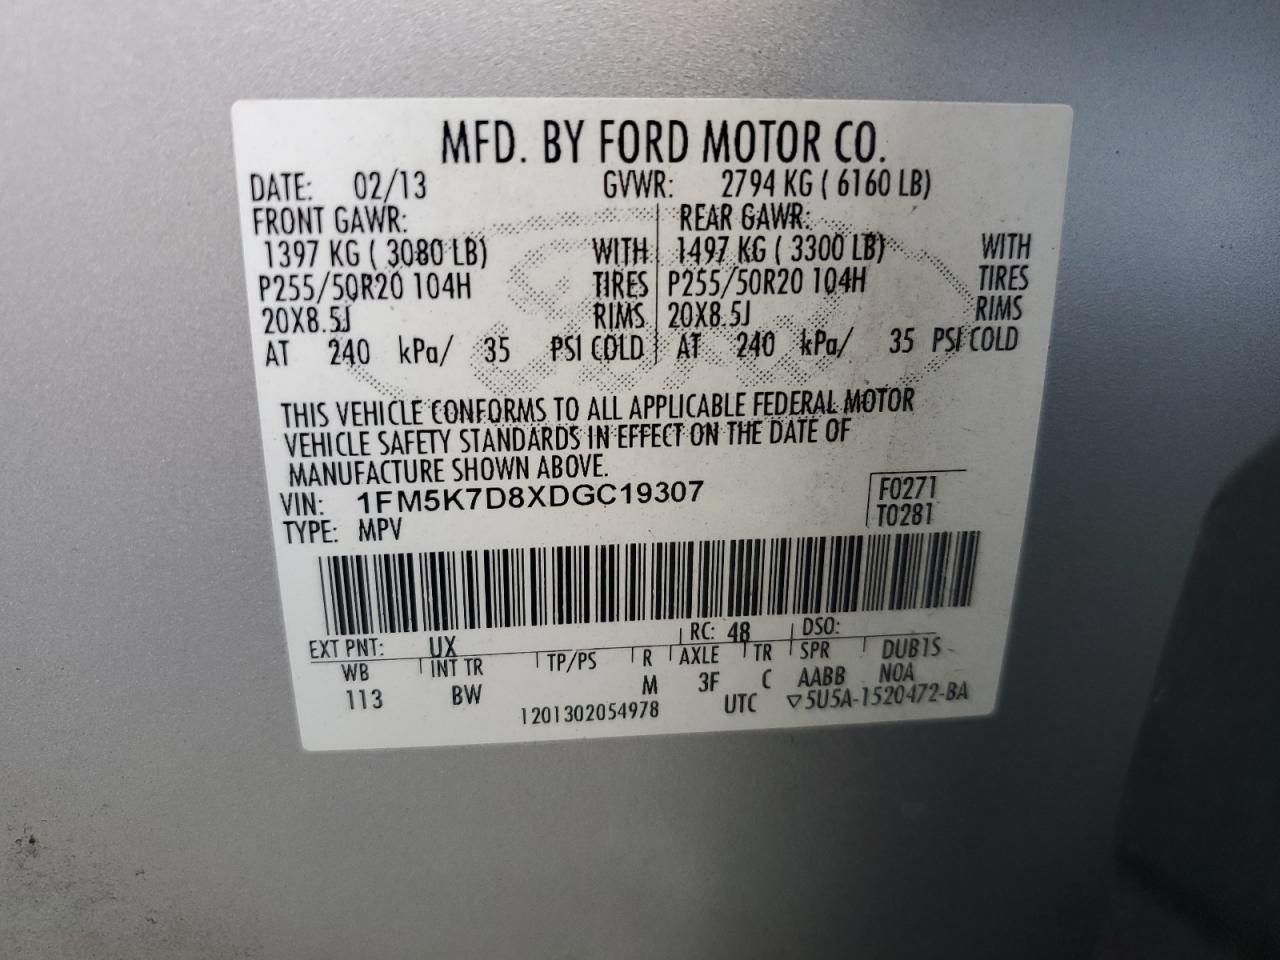 MFD. BY FORD MOTOR CO.
DATE: 02/13 GVWR: 2794 KG ( 6160 LB)
FRONT GAWR: REAR GAWR:
1397 KG ( 3080 LB) WITH 1497 KG ( 3300 LB) WITH
P255/50R20 104H TIRES P255/50R20 104H TIRES
20X8.5J RIMS 20X8.5J RIMS
AT 240 kPa/ 35 PSI COLD AT 240 kPa/ 35 PSI COLD
THIS VEHICLE CONFORMS TO ALL APPLICABLE FEDERAL MOTOR
VEHICLE SAFETY STANDARDS IN EFFECT ON THE DATE OF
MANUFACTURE SHOWN ABOVE.
VIN: 1FM5K7D8XDGC19307 F0271
TYPE: MPV T0281
EXT PNT: UX RC: 48 DSO:
WB INT TR TP/PS R AXLE TR SPR DUB1S
113 BW M 3F C AABB NOA
1201302054978 UTC ▽5U5A-1520472-BA